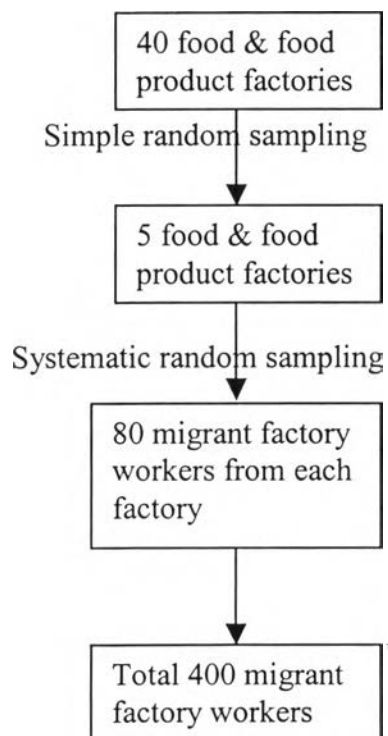 40 food & food
product factories
Simple random sampling
5 food & food
product factories
Systematic random sampling
80 migrant factory
workers from each
factory
Total 400 migrant
factory workers